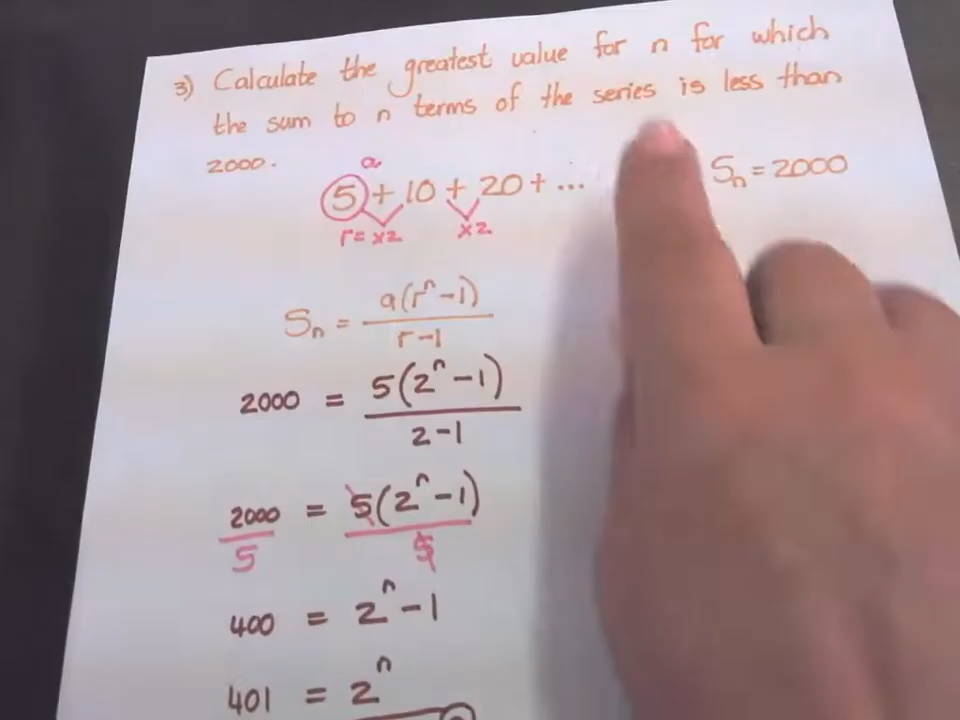 3) Calculate the greatest value for n for which
the sum to n terms of the series is less than
2000.
a
5 + 10 + 20 + ... Sn = 2000
r = x2 x2
Sn = a(r^n - 1) / r - 1
2000 = 5(2^n - 1) / 2 - 1
2000 / 5 = 5(2^n - 1) / 5
400 = 2^n - 1
401 = 2^n